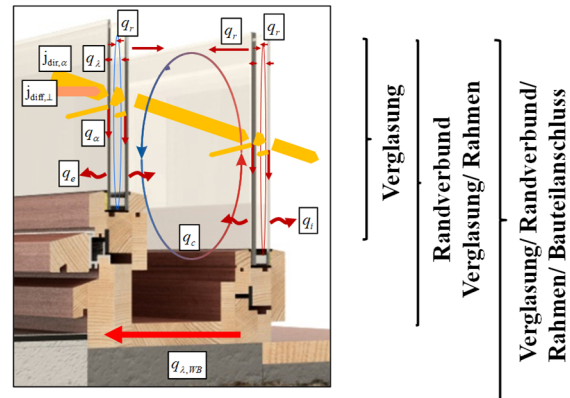 q_r
q_r
q_r
q_λ
j_dir,α
j_diff,⊥
q_α
q_e
q_c
q_i
q_λ,WB
Verglasung
Randverbund
Verglasung/ Rahmen
Verglasung/ Randverbund/
Rahmen/ Bauteilanschluss